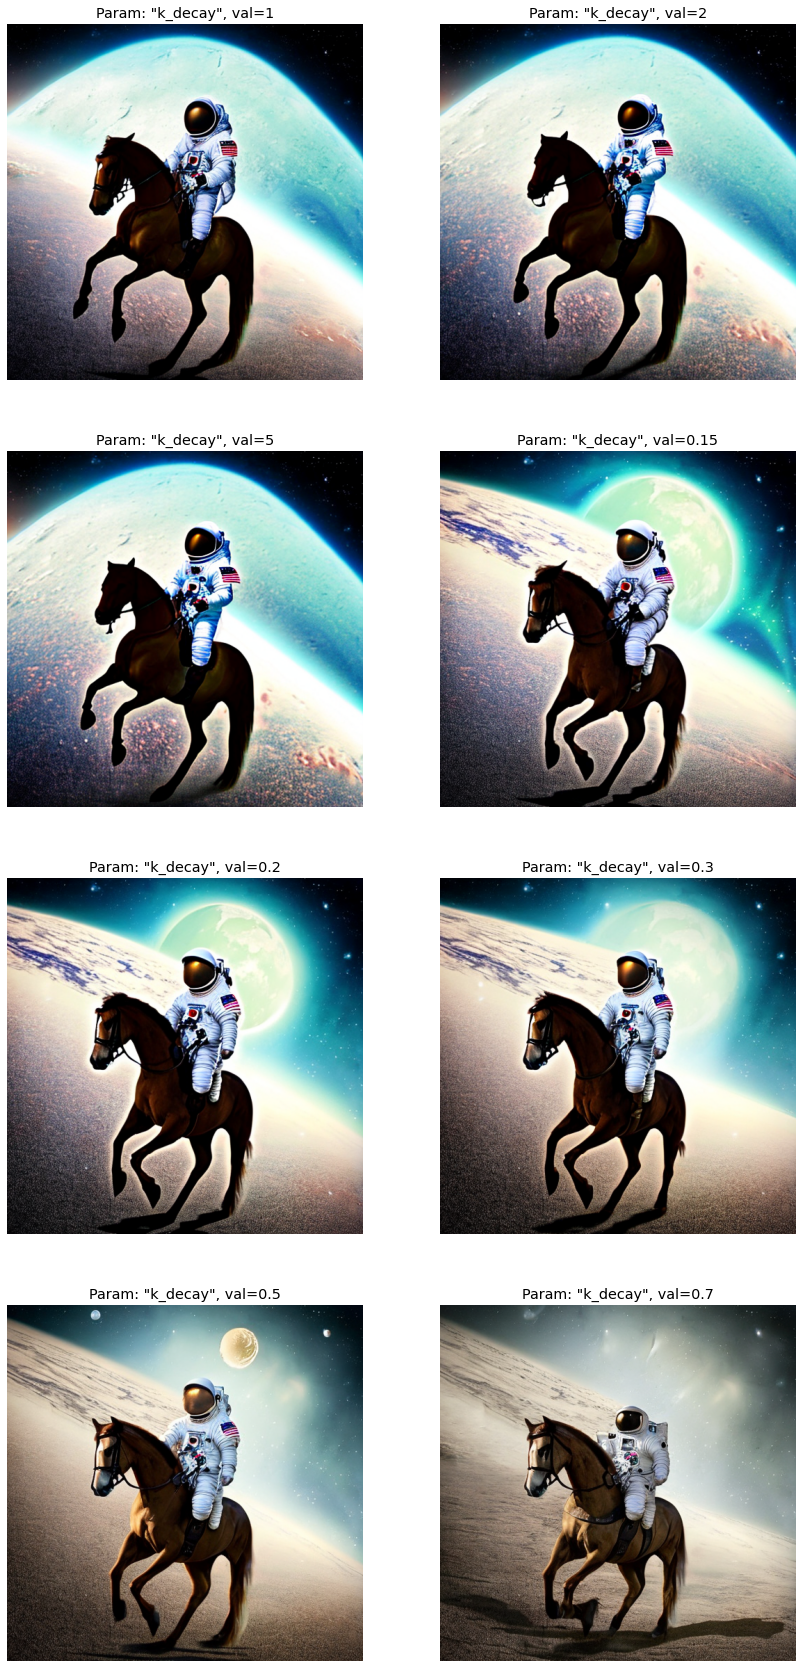 Param: "k_decay", val=1
Param: "k_decay", val=2
Param: "k_decay", val=5
Param: "k_decay", val=0.15
Param: "k_decay", val=0.2
Param: "k_decay", val=0.3
Param: "k_decay", val=0.5
Param: "k_decay", val=0.7